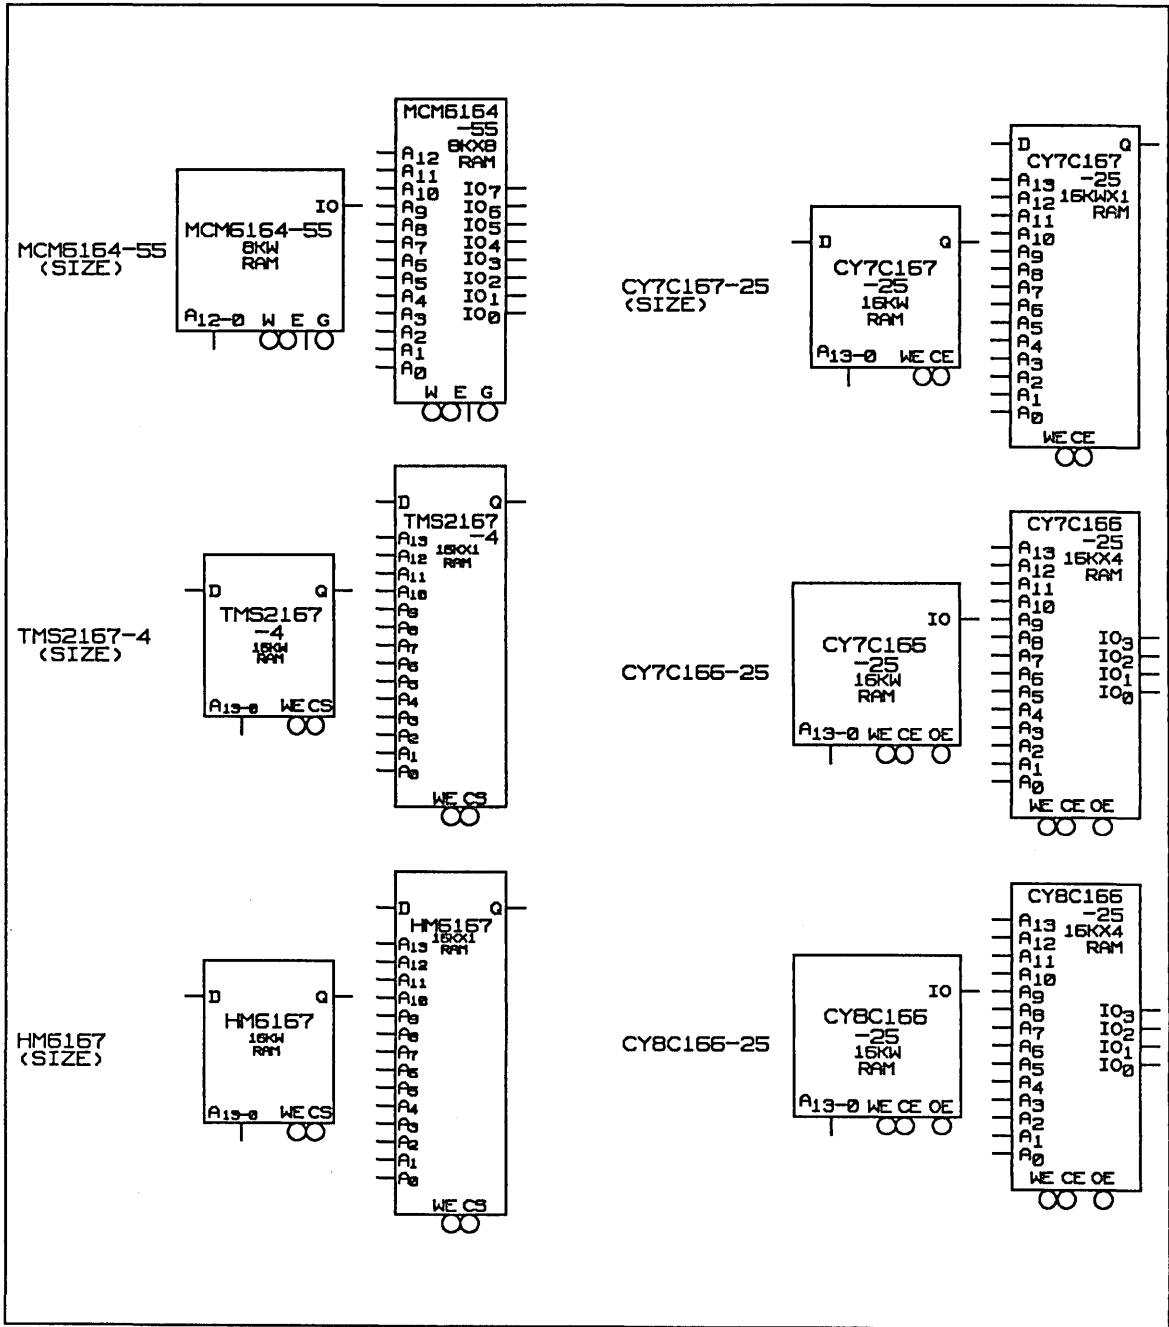 MCM6164-55
(SIZE)
IO
MCM6164-55
8KW
RAM
A12-0 W E G
MCM6164
-55
8KX8
RAM
A12
A11
A10 IO7
A9 IO6
A8 IO5
A7 IO4
A6 IO3
A5 IO2
A4 IO1
A3 IO0
A2
A1
A0
W E G
TMS2167-4
(SIZE)
D Q
TMS2167
-4
16KW
RAM
A13-0 WE CS
D Q
TMS2167
-4
A13 16KX1
A12 RAM
A11
A10
A9
A8
A7
A6
A5
A4
A3
A2
A1
A0
WE CS
HM6167
(SIZE)
D Q
HM6167
16KW
RAM
A13-0 WE CS
D Q
HM6167
16KX1
A13 RAM
A12
A11
A10
A9
A8
A7
A6
A5
A4
A3
A2
A1
A0
WE CS
CY7C167-25
(SIZE)
D Q
CY7C167
-25
16KW
RAM
A13-0 WE CE
D Q
CY7C167
A13 -25
A12 16KWX1
A11 RAM
A10
A9
A8
A7
A6
A5
A4
A3
A2
A1
A0
WE CE
CY7C166-25
IO
CY7C166
-25
16KW
RAM
A13-0 WE CE OE
CY7C166
-25
A13 16KX4
A12 RAM
A11
A10
A9
A8 IO3
A7 IO2
A6 IO1
A5 IO0
A4
A3
A2
A1
A0
WE CE OE
CY8C166-25
IO
CY8C166
-25
16KW
RAM
A13-0 WE CE OE
CY8C166
-25
A13 16KX4
A12 RAM
A11
A10
A9
A8 IO3
A7 IO2
A6 IO1
A5 IO0
A4
A3
A2
A1
A0
WE CE OE